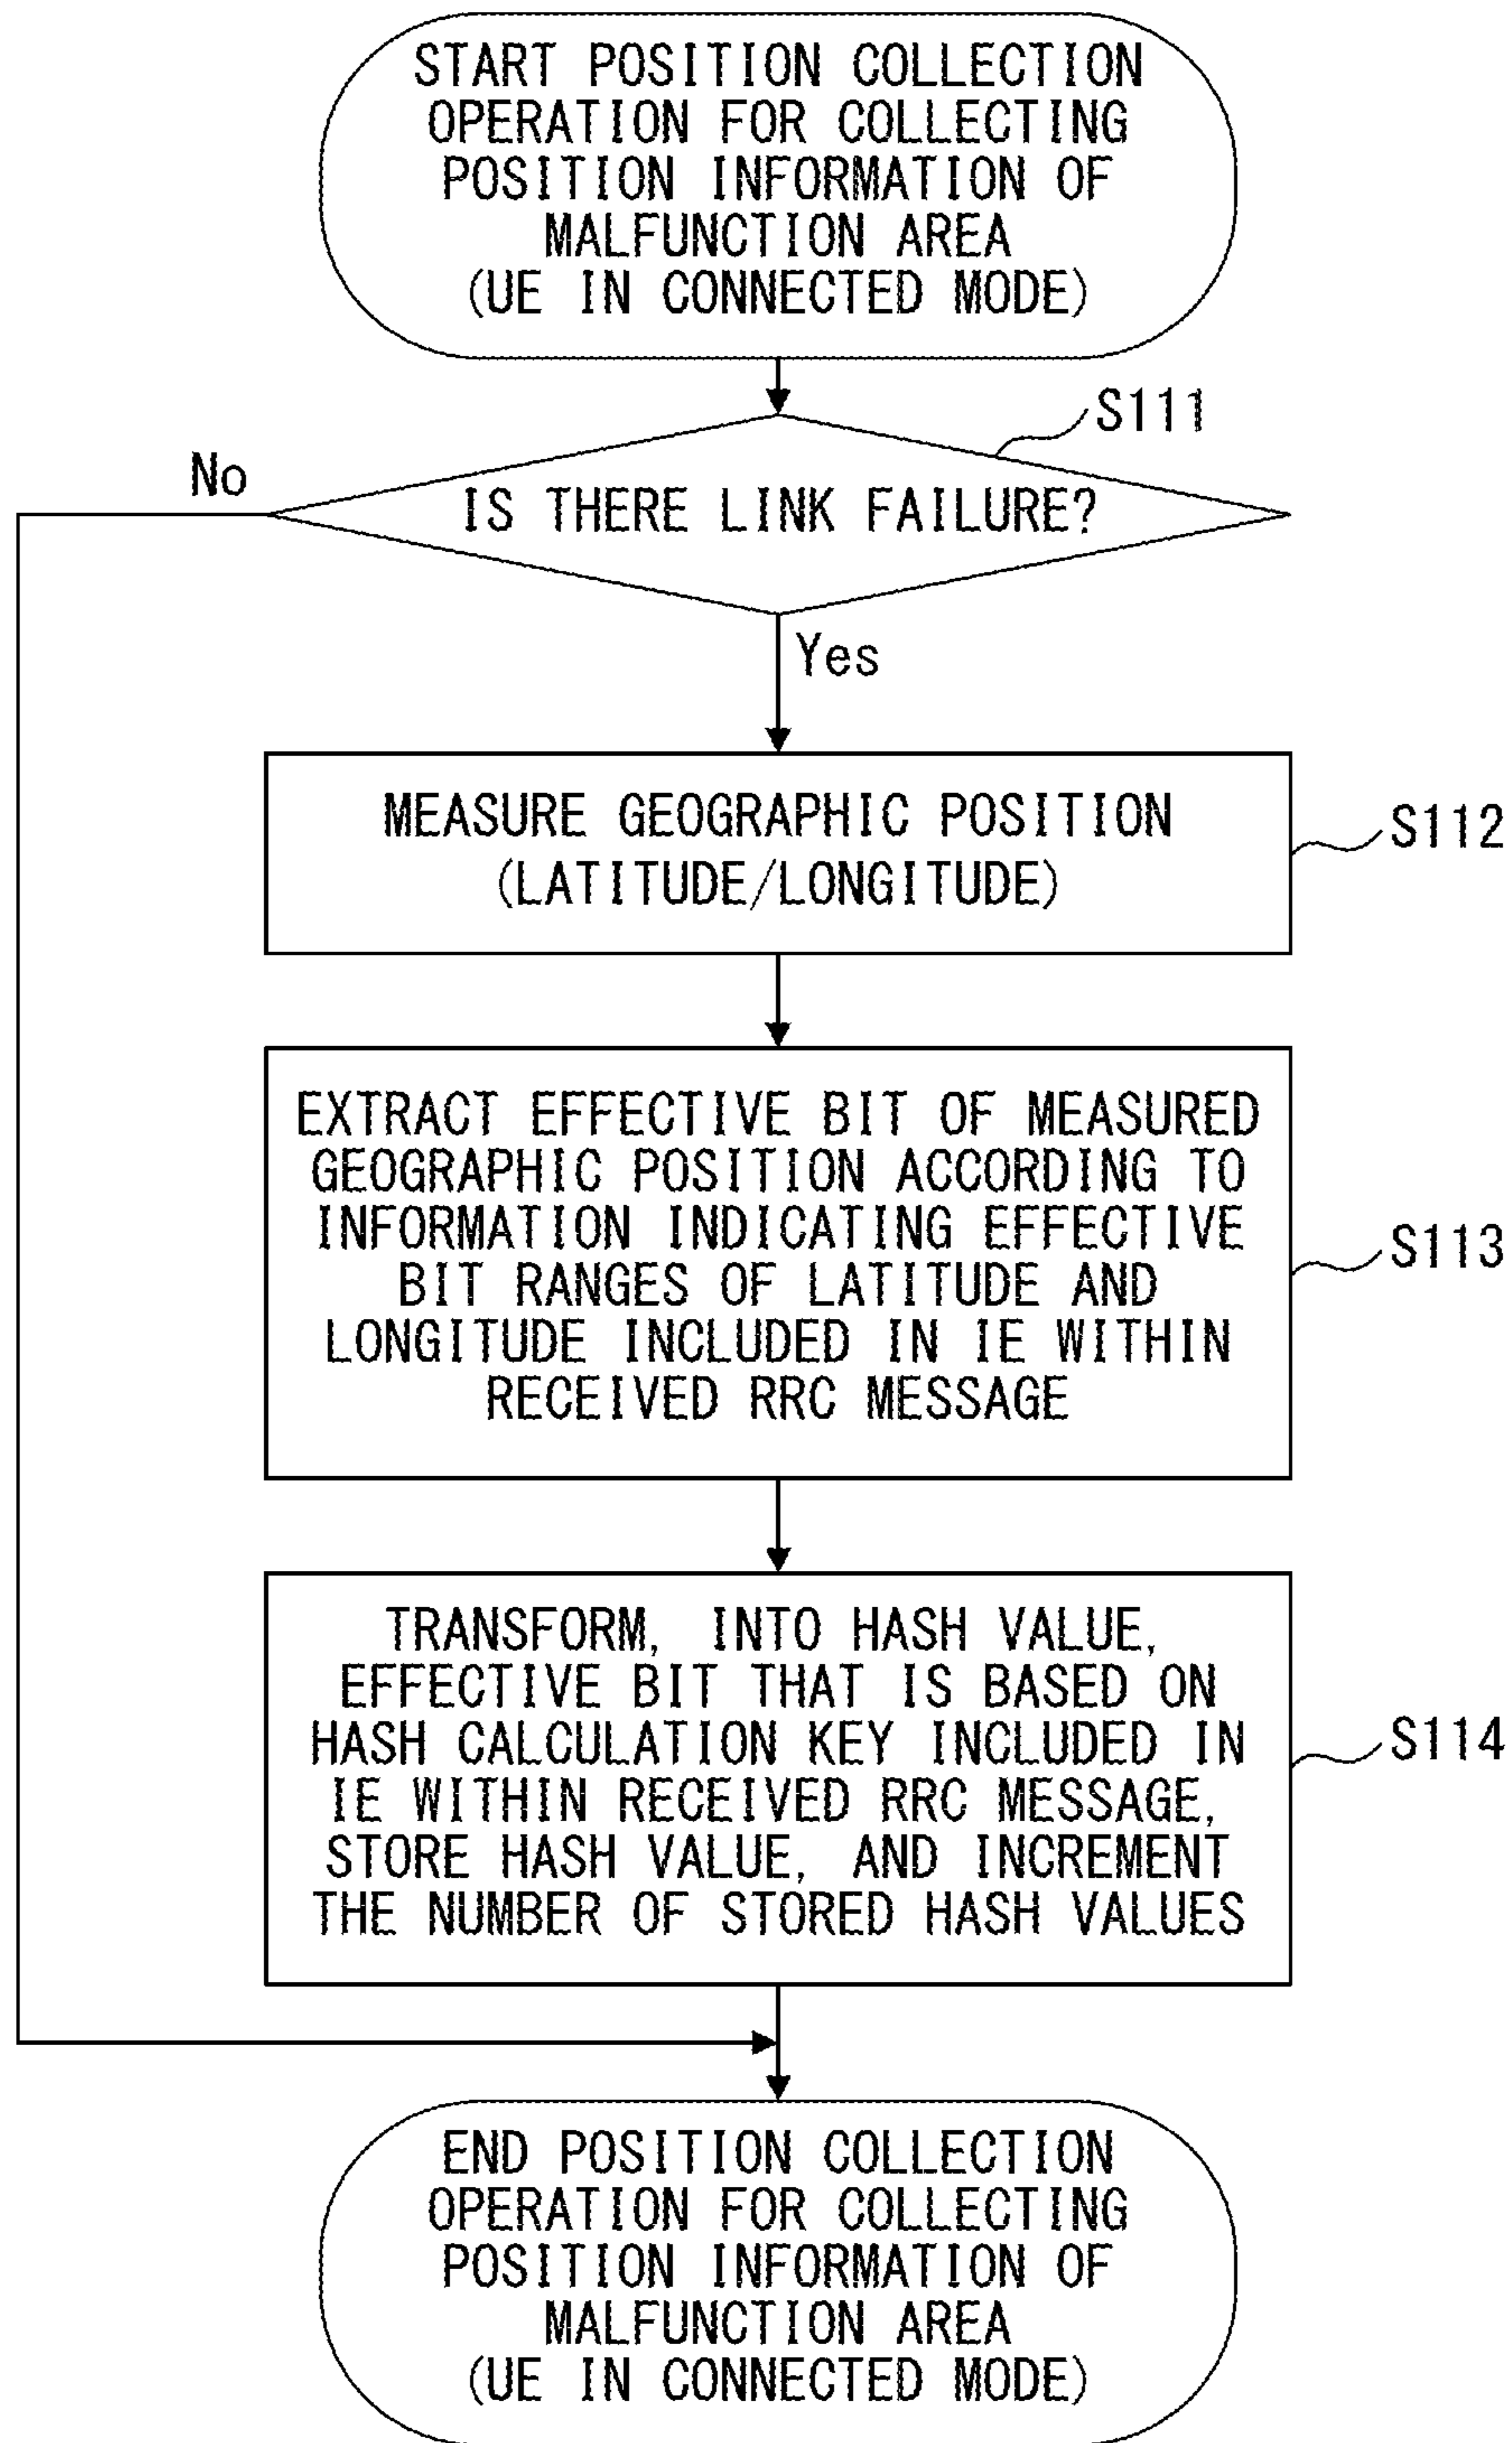 START POSITION COLLECTION
OPERATION FOR COLLECTING
POSITION INFORMATION OF
MALFUNCTION AREA
(UE IN CONNECTED MODE)
S111
No
IS THERE LINK FAILURE?
Yes
MEASURE GEOGRAPHIC POSITION
(LATITUDE/LONGITUDE)
S112
EXTRACT EFFECTIVE BIT OF MEASURED
GEOGRAPHIC POSITION ACCORDING TO
INFORMATION INDICATING EFFECTIVE
BIT RANGES OF LATITUDE AND
LONGITUDE INCLUDED IN IE WITHIN
RECEIVED RRC MESSAGE
S113
TRANSFORM, INTO HASH VALUE,
EFFECTIVE BIT THAT IS BASED ON
HASH CALCULATION KEY INCLUDED IN
IE WITHIN RECEIVED RRC MESSAGE,
STORE HASH VALUE, AND INCREMENT
THE NUMBER OF STORED HASH VALUES
S114
END POSITION COLLECTION
OPERATION FOR COLLECTING
POSITION INFORMATION OF
MALFUNCTION AREA
(UE IN CONNECTED MODE)